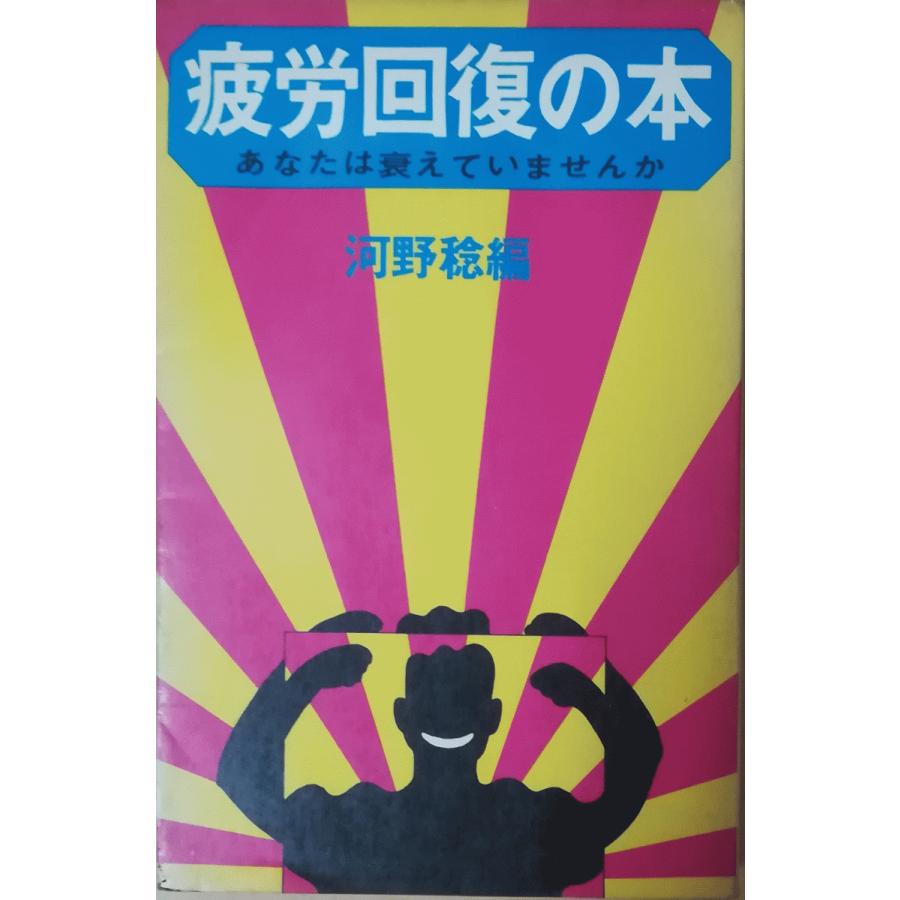 疲労回復の本
あなたは衰えていませんか
河野稔編